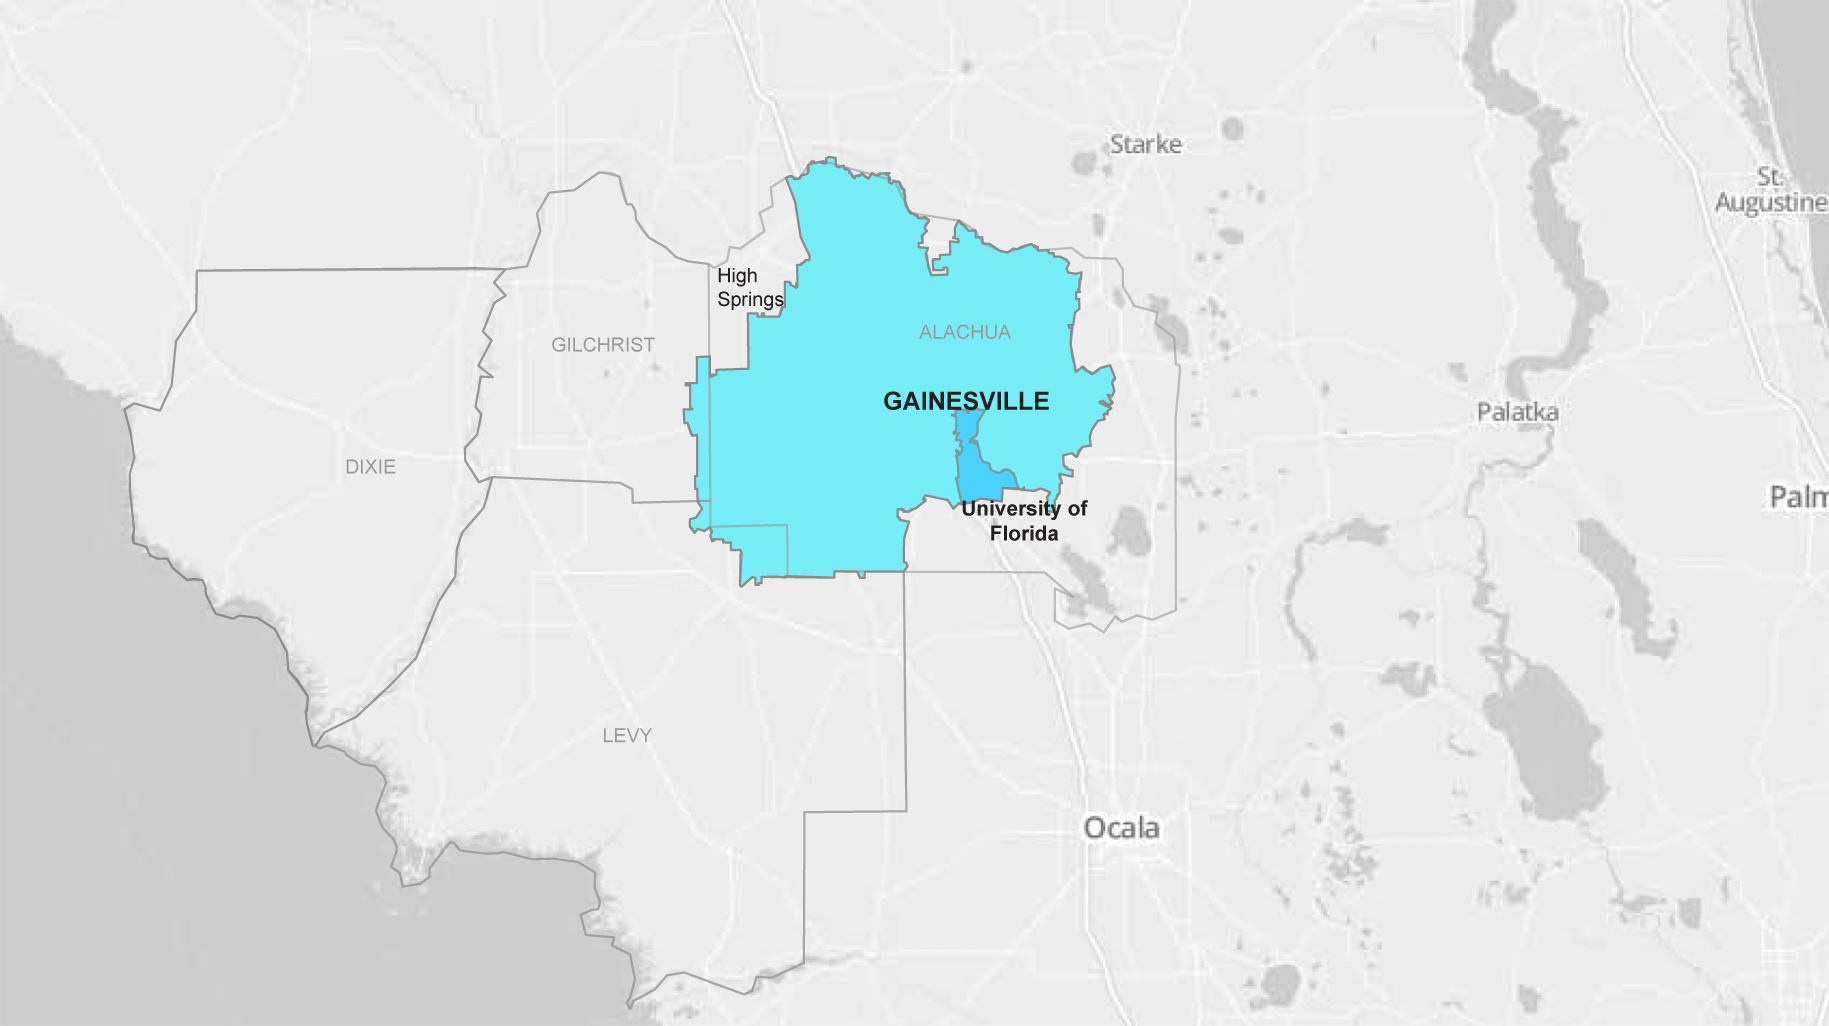 Starke
St.
Augustine
High
Springs
ALACHUA
GILCHRIST
GAINESVILLE
Palatka
DIXIE
Palm
University of
Florida
LEVY
Ocala